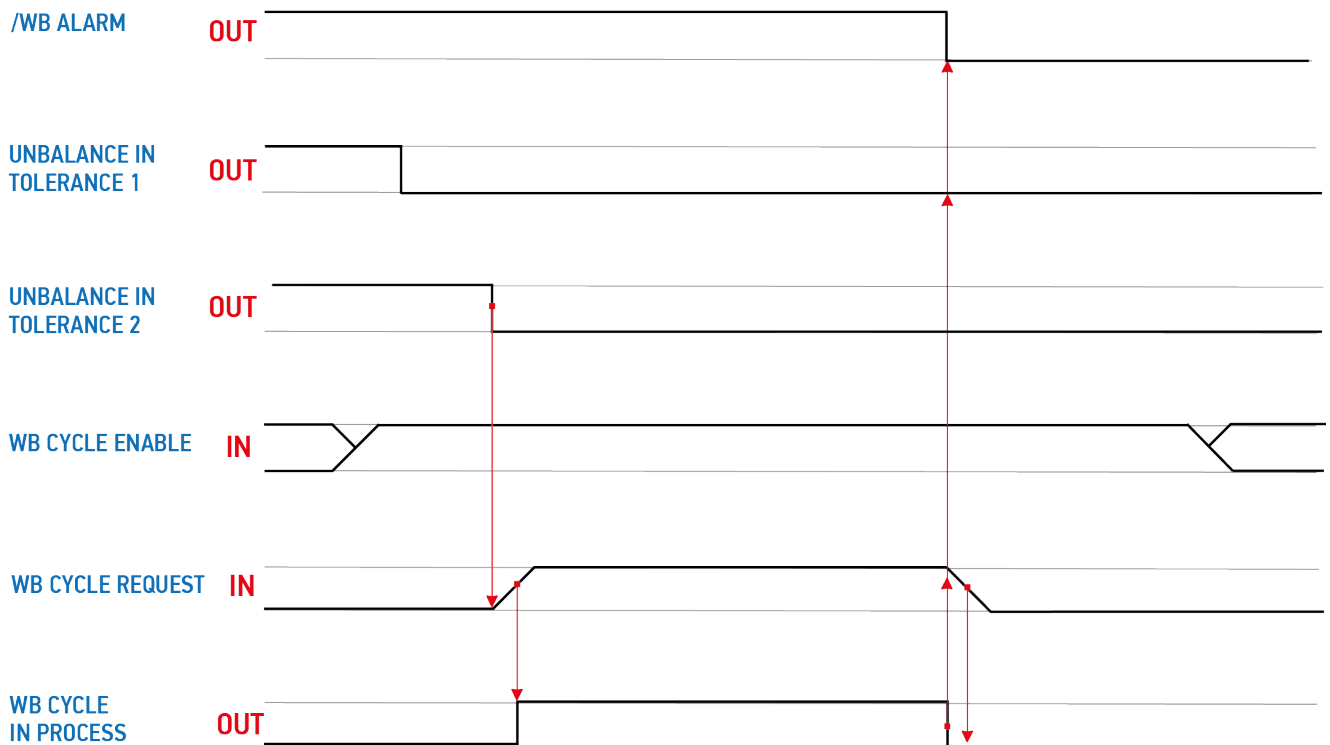 /WB ALARM OUT
UNBALANCE IN
TOLERANCE 1 OUT
UNBALANCE IN
TOLERANCE 2 OUT
WB CYCLE ENABLE IN
WB CYCLE REQUEST IN
WB CYCLE
IN PROCESS OUT